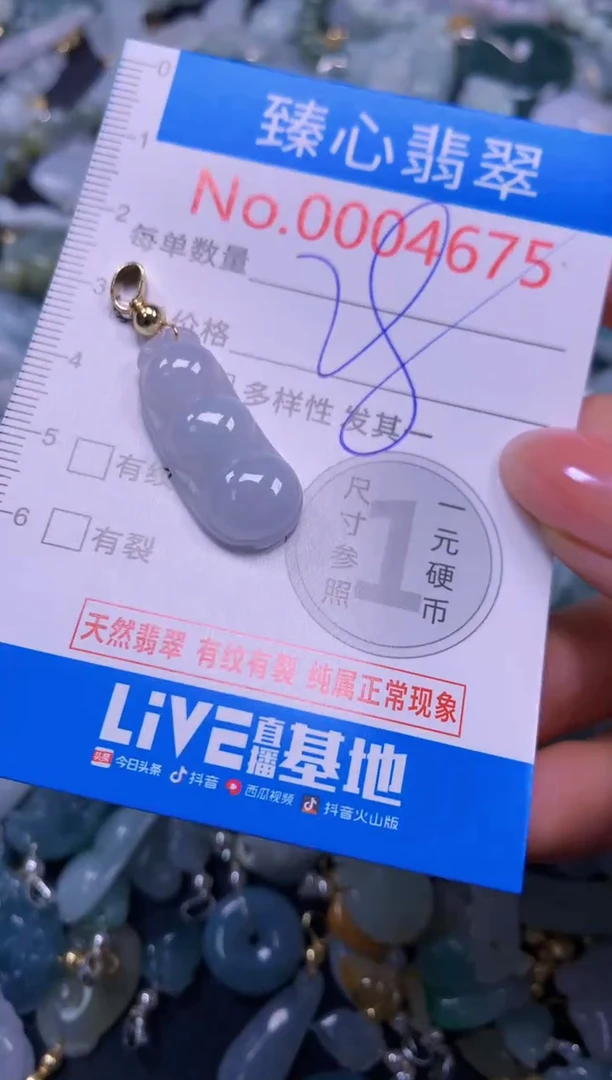 臻心翡翠
No.0004675
每单数量
价格
28
多样性 发其一
有纹
有裂
尺寸参照
1
一元硬币
天然翡翠 有纹有裂 纯属正常现象
LiVE直播基地
头条 今日头条 抖音 西瓜视频 抖音火山版
0
1
2
3
4
5
6